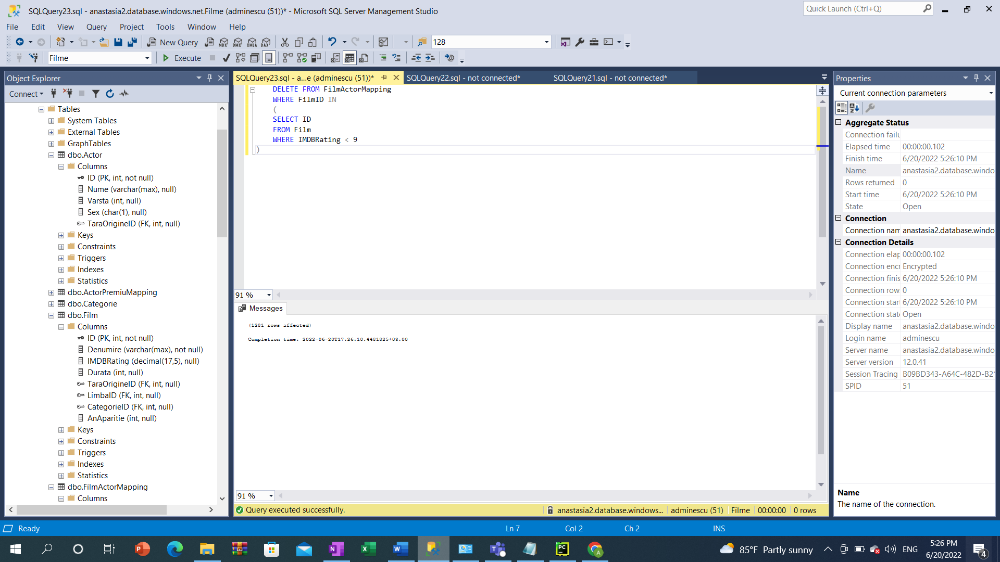 SQLQuery23.sql - anastasia2.database.windows.net.Filme (adminescu (51))* - Microsoft SQL Server Management Studio
Quick Launch (Ctrl+Q)
File Edit View Query Project Tools Window Help
New Query
MDX DMX XMLA DAX
128
Filme
Execute
Object Explorer
Connect
Tables
System Tables
External Tables
GraphTables
dbo.Actor
Columns
ID (PK, int, not null)
Nume (varchar(max), null)
Varsta (int, null)
Sex (char(1), null)
TaraOrigineID (FK, int, null)
Keys
Constraints
Triggers
Indexes
Statistics
dbo.ActorPremiuMapping
dbo.Categorie
dbo.Film
Columns
ID (PK, int, not null)
Denumire (varchar(max), not null)
IMDBRating (decimal(17,5), null)
Durata (int, null)
TaraOrigineID (FK, int, null)
LimbaID (FK, int, null)
CategorieID (FK, int, null)
AnAparitie (int, null)
Keys
Constraints
Triggers
Indexes
Statistics
dbo.FilmActorMapping
Columns
SQLQuery23.sql - a...e (adminescu (51))*
SQLQuery22.sql - not connected*
SQLQuery21.sql - not connected*
DELETE FROM FilmActorMapping
WHERE FilmID IN
(
SELECT ID
FROM Film
WHERE IMDBRating < 9
)
91 %
Messages
(1281 rows affected)
Completion time: 2022-06-20T17:26:10.4481825+03:00
91 %
Query executed successfully.
anastasia2.database.windows...
adminescu (51)
Filme
00:00:00
0 rows
Properties
Current connection parameters
Aggregate Status
Connection failu
Elapsed time 00:00:00.102
Finish time 6/20/2022 5:26:10 PM
Name anastasia2.database.windo
Rows returned 0
Start time 6/20/2022 5:26:10 PM
State Open
Connection
Connection nam anastasia2.database.windo
Connection Details
Connection elap 00:00:00.102
Connection encr Encrypted
Connection finis 6/20/2022 5:26:10 PM
Connection row 0
Connection start 6/20/2022 5:26:10 PM
Connection state Open
Display name anastasia2.database.windo
Login name adminescu
Server name anastasia2.database.windo
Server version 12.0.41
Session Tracing B09BD343-A64C-482D-B21
SPID 51
Name
The name of the connection.
Ready
Ln 7
Col 2
Ch 2
INS
85°F Partly sunny
ENG
5:26 PM
6/20/2022
4